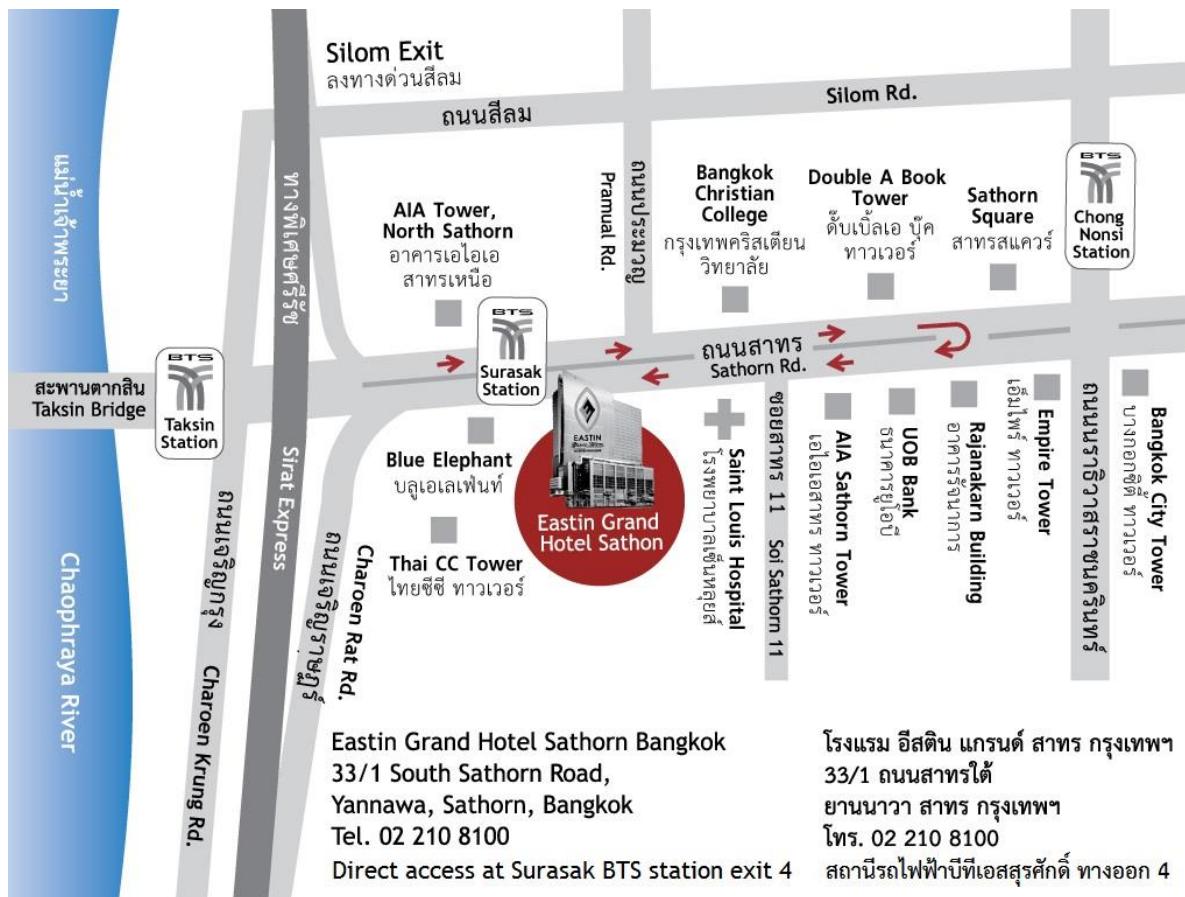 Silom Exit
ลงทางด่วนสีลม
ถนนสีลม
Silom Rd.
แม่น้ำเจ้าพระยา
Chaophraya River
ทางพิเศษศรีรัช
Sirat Express
AIA Tower,
North Sathorn
อาคารเอไอเอ
สาทรเหนือ
Pramual Rd.
ถนนประมวญ
Bangkok
Christian
College
กรุงเทพคริสเตียน
วิทยาลัย
Double A Book
Tower
ดั๊บเบิ้ลเอ บุ๊ค
ทาวเวอร์
Sathorn
Square
สาทรสแควร์
BTS
Chong
Nonsi
Station
BTS
Surasak
Station
ถนนสาทร
Sathorn Rd.
BTS
Taksin
Station
สะพานตากสิน
Taksin Bridge
Blue Elephant
บลูเอเลเฟ่นท์
Thai CC Tower
ไทยซีซี ทาวเวอร์
EASTIN
Eastin Grand
Hotel Sathon
Saint Louis Hospital
โรงพยาบาลเซ็นหลุยส์
ซอยสาทร 11 Soi Sathorn 11
AIA Sathorn Tower
เอไอเอสาทร ทาวเวอร์
UOB Bank
ธนาคารยูโอบี
Rajanakarn Building
อาคารรัจนาการ
Empire Tower
เอ็มไพร์ ทาวเวอร์
ถนนนราธิวาสราชนครินทร์
Bangkok City Tower
บางกอกซิตี้ ทาวเวอร์
ถนนเจริญกรุง
Charoen Krung Rd.
ถนนเจริญราษฎร์
Charoen Rat Rd.
Eastin Grand Hotel Sathorn Bangkok
33/1 South Sathorn Road,
Yannawa, Sathorn, Bangkok
Tel. 02 210 8100
Direct access at Surasak BTS station exit 4
โรงแรม อีสติน แกรนด์ สาทร กรุงเทพฯ
33/1 ถนนสาทรใต้
ยานนาวา สาทร กรุงเทพฯ
โทร. 02 210 8100
สถานีรถไฟฟ้าบีทีเอสสุรศักดิ์ ทางออก 4